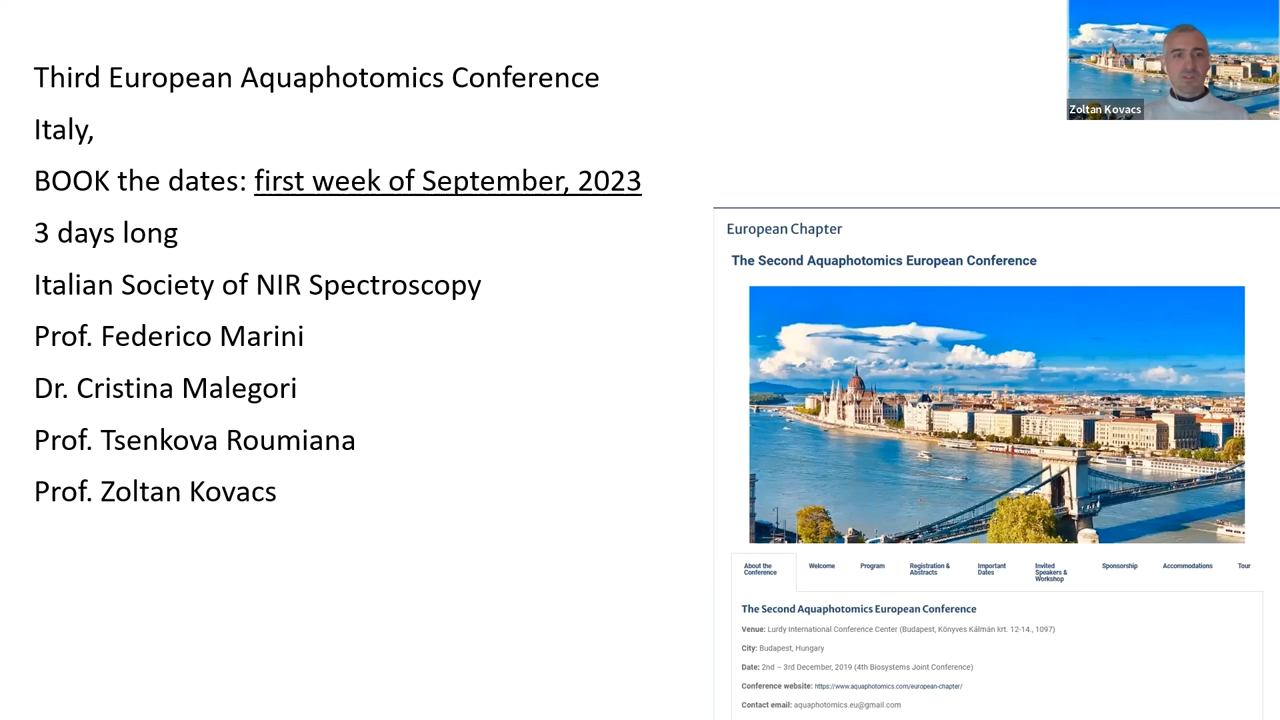 Third European Aquaphotomics Conference
Italy,
BOOK the dates: first week of September, 2023
3 days long
Italian Society of NIR Spectroscopy
Prof. Federico Marini
Dr. Cristina Malegori
Prof. Tsenkova Roumiana
Prof. Zoltan Kovacs
Zoltan Kovacs
European Chapter
The Second Aquaphotomics European Conference
About the
Conference
Welcome
Program
Registration &
Abstracts
Important
Dates
Invited
Speakers &
Workshop
Sponsorship
Accommodations
Tour
The Second Aquaphotomics European Conference
Venue: Lurdy International Conference Center (Budapest, Könyves Kálmán krt. 12-14., 1097)
City: Budapest, Hungary
Date: 2nd – 3rd December, 2019 (4th Biosystems Joint Conference)
Conference website: https://www.aquaphotomics.com/european-chapter/
Contact email: aquaphotomics.eu@gmail.com